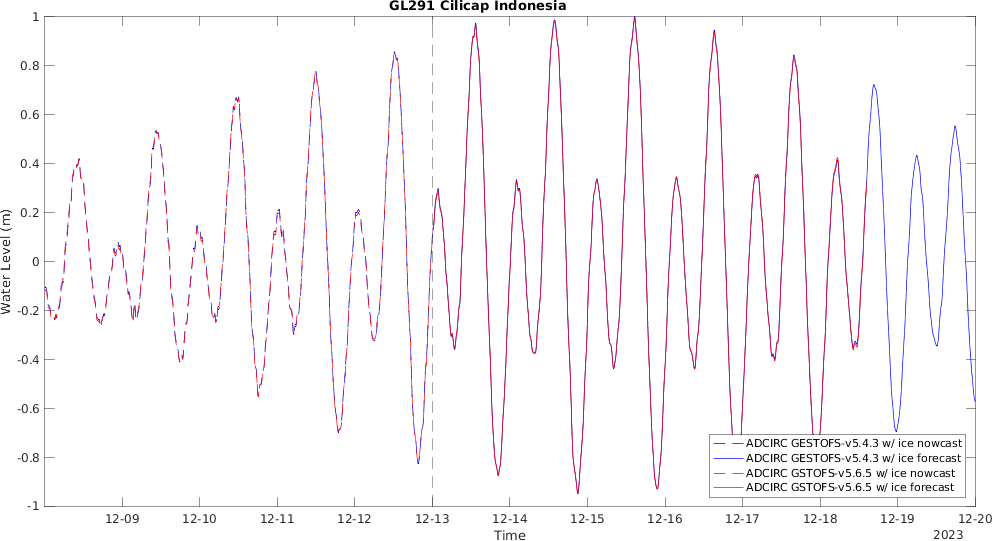 GL291 Cilicap Indonesia
1
0.8
0.6
0.4
0.2
0
-0.2
-0.4
-0.6
-0.8
-1
Water Level (m)
ADCIRC GESTOFS-v5.4.3 w/ ice nowcast
ADCIRC GESTOFS-v5.4.3 w/ ice forecast
ADCIRC GSTOFS-v5.6.5 w/ ice nowcast
ADCIRC GSTOFS-v5.6.5 w/ ice forecast
12-09 12-10 12-11 12-12 12-13 12-14 12-15 12-16 12-17 12-18 12-19 12-20
Time
2023